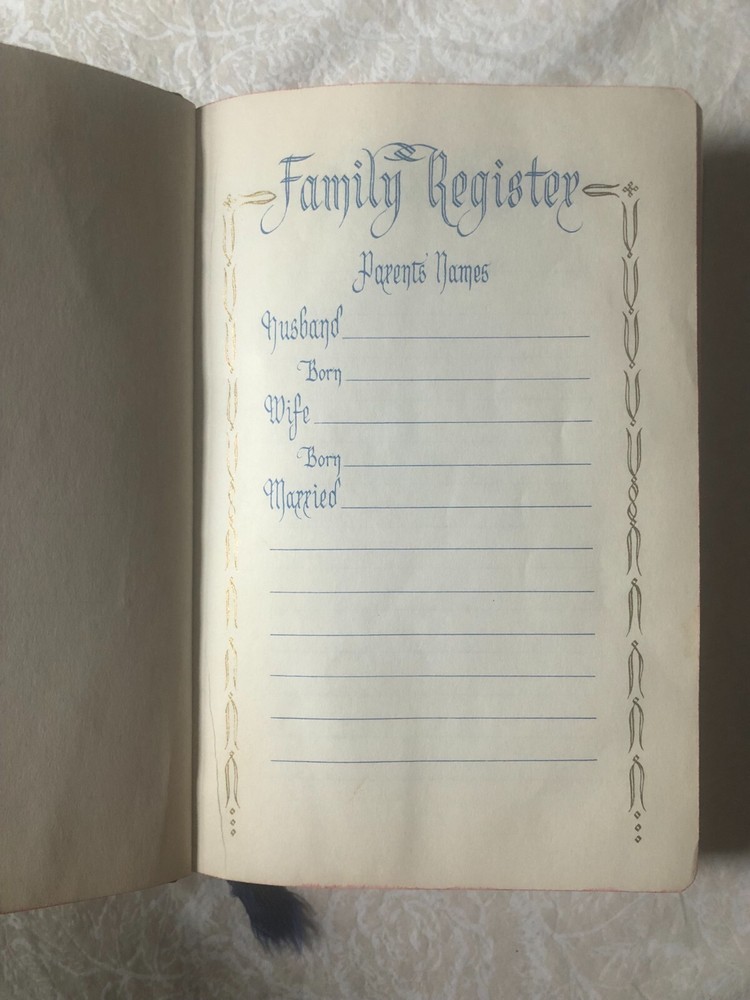 Family Register
Parents' Names
Husband
Born
Wife
Born
Married